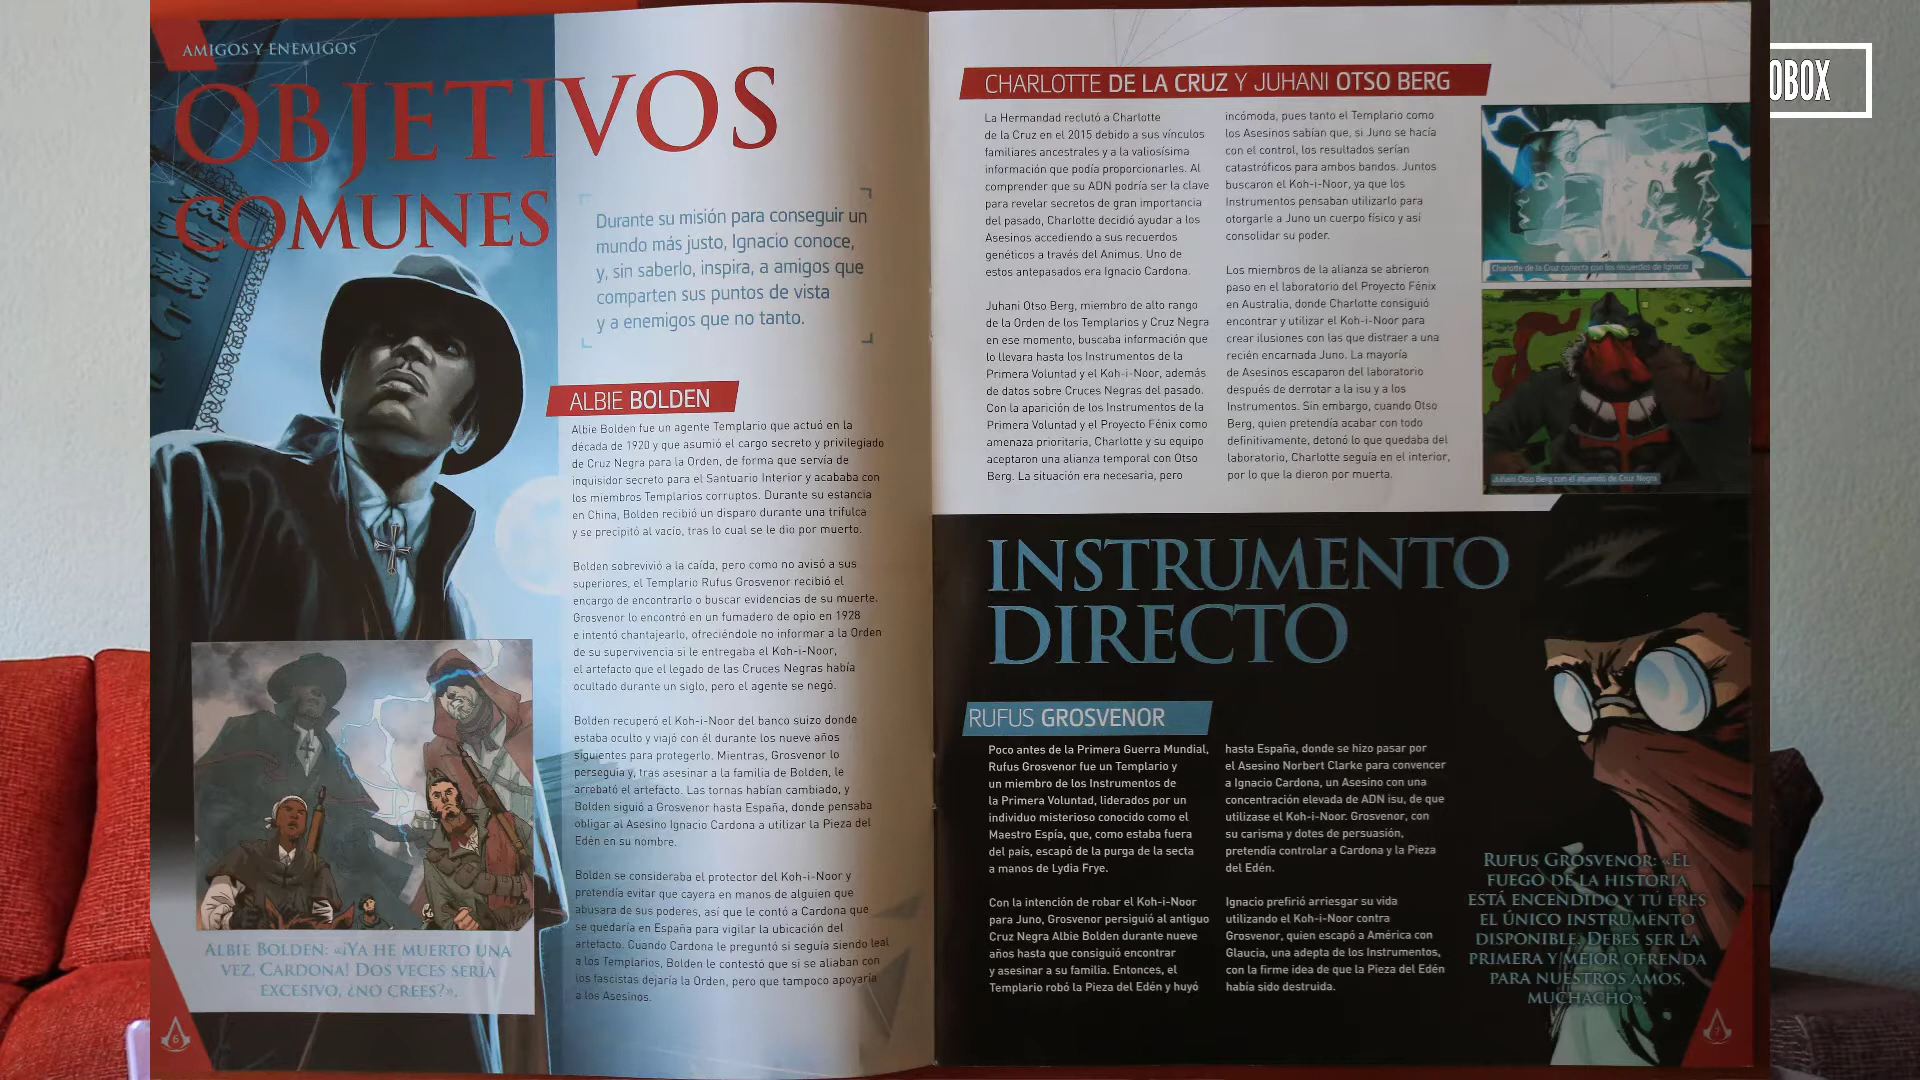 AMIGOS Y ENEMIGOS
OBJETIVOS
COMUNES
Durante su misión para conseguir un
mundo más justo, Ignacio conoce,
y, sin saberlo, inspira, a amigos que
comparten sus puntos de vista
y a enemigos que no tanto.
ALBIE BOLDEN
Albie Bolden fue un agente Templario que actuó en la
década de 1920 y que asumió el cargo secreto y privilegiado
de Cruz Negra para la Orden, de forma que servía de
inquisidor secreto para el Santuario Interior y acababa con
los miembros Templarios corruptos. Durante su estancia
en China, Bolden recibió un disparo durante una trifulca
y se precipitó al vacío, tras lo cual se le dio por muerto.
Bolden sobrevivió a la caída, pero como no avisó a sus
superiores, el Templario Rufus Grosvenor recibió el
encargo de encontrarlo o buscar evidencias de su muerte.
Grosvenor lo encontró en un fumadero de opio en 1928
e intentó chantajearlo, ofreciéndole no informar a la Orden
de su supervivencia si le entregaba el Koh-i-Noor,
el artefacto que el legado de las Cruces Negras había
ocultado durante un siglo, pero el agente se negó.
Bolden recuperó el Koh-i-Noor del banco suizo donde
estaba oculto y viajó con él durante los nueve años
siguientes para protegerlo. Mientras, Grosvenor lo
perseguía y, tras asesinar a la familia de Bolden, le
arrebató el artefacto. Las tornas habían cambiado, y
Bolden siguió a Grosvenor hasta España, donde pensaba
obligar al Asesino Ignacio Cardona a utilizar la Pieza del
Edén en su nombre.
Bolden se consideraba el protector del Koh-i-Noor y
pretendía evitar que cayera en manos de alguien que
abusara de sus poderes, así que le contó a Cardona que
se quedaría en España para vigilar la ubicación del
artefacto. Cuando Cardona le preguntó si seguía siendo leal
a los Templarios, Bolden le contestó que si se aliaban con
los fascistas dejaría la Orden, pero que tampoco apoyaría
a los Asesinos.
ALBIE BOLDEN: «¡YA HE MUERTO UNA
VEZ, CARDONA! DOS VECES SERÍA
EXCESIVO, ¿NO CREES?».
6
CHARLOTTE DE LA CRUZ Y JUHANI OTSO BERG
La Hermandad reclutó a Charlotte
de la Cruz en el 2015 debido a sus vínculos
familiares ancestrales y a la valiosísima
información que podía proporcionarles. Al
comprender que su ADN podría ser la clave
para revelar secretos de gran importancia
del pasado, Charlotte decidió ayudar a los
Asesinos accediendo a sus recuerdos
genéticos a través del Animus. Uno de
estos antepasados era Ignacio Cardona.
Juhani Otso Berg, miembro de alto rango
de la Orden de los Templarios y Cruz Negra
en ese momento, buscaba información que
lo llevara hasta los Instrumentos de la
Primera Voluntad y el Koh-i-Noor, además
de datos sobre Cruces Negras del pasado.
Con la aparición de los Instrumentos de la
Primera Voluntad y el Proyecto Fénix como
amenaza prioritaria, Charlotte y su equipo
aceptaron una alianza temporal con Otso
Berg. La situación era necesaria, pero
incómoda, pues tanto el Templario como
los Asesinos sabían que, si Juno se hacía
con el control, los resultados serían
catastróficos para ambos bandos. Juntos
buscaron el Koh-i-Noor, ya que los
Instrumentos pensaban utilizarlo para
otorgarle a Juno un cuerpo físico y así
consolidar su poder.
Los miembros de la alianza se abrieron
paso en el laboratorio del Proyecto Fénix
en Australia, donde Charlotte consiguió
encontrar y utilizar el Koh-i-Noor para
crear ilusiones con las que distraer a una
recién encarnada Juno. La mayoría
de Asesinos escaparon del laboratorio
después de derrotar a la isu y a los
Instrumentos. Sin embargo, cuando Otso
Berg, quien pretendía acabar con todo
definitivamente, detonó lo que quedaba del
laboratorio, Charlotte seguía en el interior,
por lo que la dieron por muerta.
Charlotte de la Cruz conecta con los recuerdos de Ignacio
Juhani Otso Berg con el atuendo de Cruz Negra
INSTRUMENTO
DIRECTO
RUFUS GROSVENOR
Poco antes de la Primera Guerra Mundial,
Rufus Grosvenor fue un Templario y
un miembro de los Instrumentos de
la Primera Voluntad, liderados por un
individuo misterioso conocido como el
Maestro Espía, que, como estaba fuera
del país, escapó de la purga de la secta
a manos de Lydia Frye.
Con la intención de robar el Koh-i-Noor
para Juno, Grosvenor persiguió al antiguo
Cruz Negra Albie Bolden durante nueve
años hasta que consiguió encontrar
y asesinar a su familia. Entonces, el
Templario robó la Pieza del Edén y huyó
hasta España, donde se hizo pasar por
el Asesino Norbert Clarke para convencer
a Ignacio Cardona, un Asesino con una
concentración elevada de ADN isu, de que
utilizase el Koh-i-Noor. Grosvenor, con
su carisma y dotes de persuasión,
pretendía controlar a Cardona y la Pieza
del Edén.
Ignacio prefirió arriesgar su vida
utilizando el Koh-i-Noor contra
Grosvenor, quien escapó a América con
Glaucia, una adepta de los Instrumentos,
con la firme idea de que la Pieza del Edén
había sido destruida.
RUFUS GROSVENOR: «EL
FUEGO DE LA HISTORIA
ESTÁ ENCENDIDO Y TÚ ERES
EL ÚNICO INSTRUMENTO
DISPONIBLE. DEBES SER LA
PRIMERA Y MEJOR OFRENDA
PARA NUESTROS AMOS,
MUCHACHO».
7
OBOX